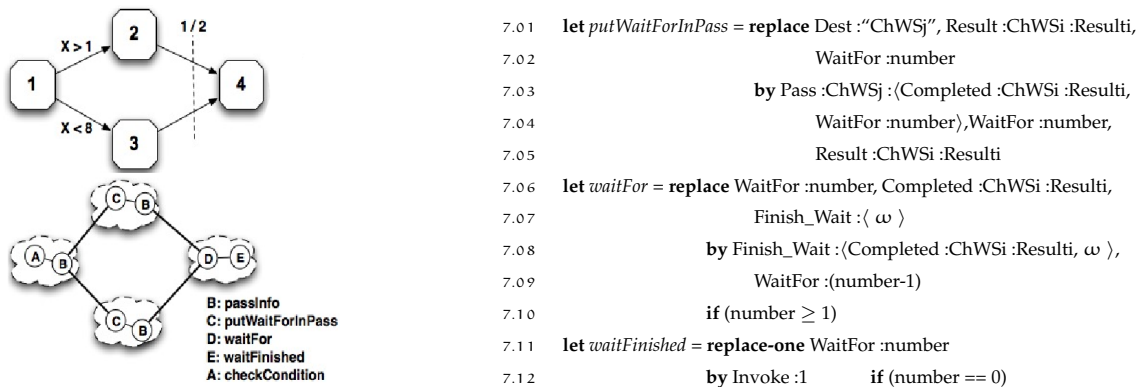 2
1 / 2
X > 1
1
4
X < 8
3
C
B
A
B
D
E
C
B
B: passInfo
C: putWaitForInPass
D: waitFor
E: waitFinished
A: checkCondition
7.01 let putWaitForInPass = replace Dest :“ChWSj”, Result :ChWSi :Resulti,
7.02 WaitFor :number
7.03 by Pass :ChWSj :⟨Completed :ChWSi :Resulti,
7.04 WaitFor :number⟩,WaitFor :number,
7.05 Result :ChWSi :Resulti
7.06 let waitFor = replace WaitFor :number, Completed :ChWSi :Resulti,
7.07 Finish_Wait :⟨ ω ⟩
7.08 by Finish_Wait :⟨Completed :ChWSi :Resulti, ω ⟩,
7.09 WaitFor :(number-1)
7.10 if (number ≥ 1)
7.11 let waitFinished = replace-one WaitFor :number
7.12 by Invoke :1 if (number == 0)